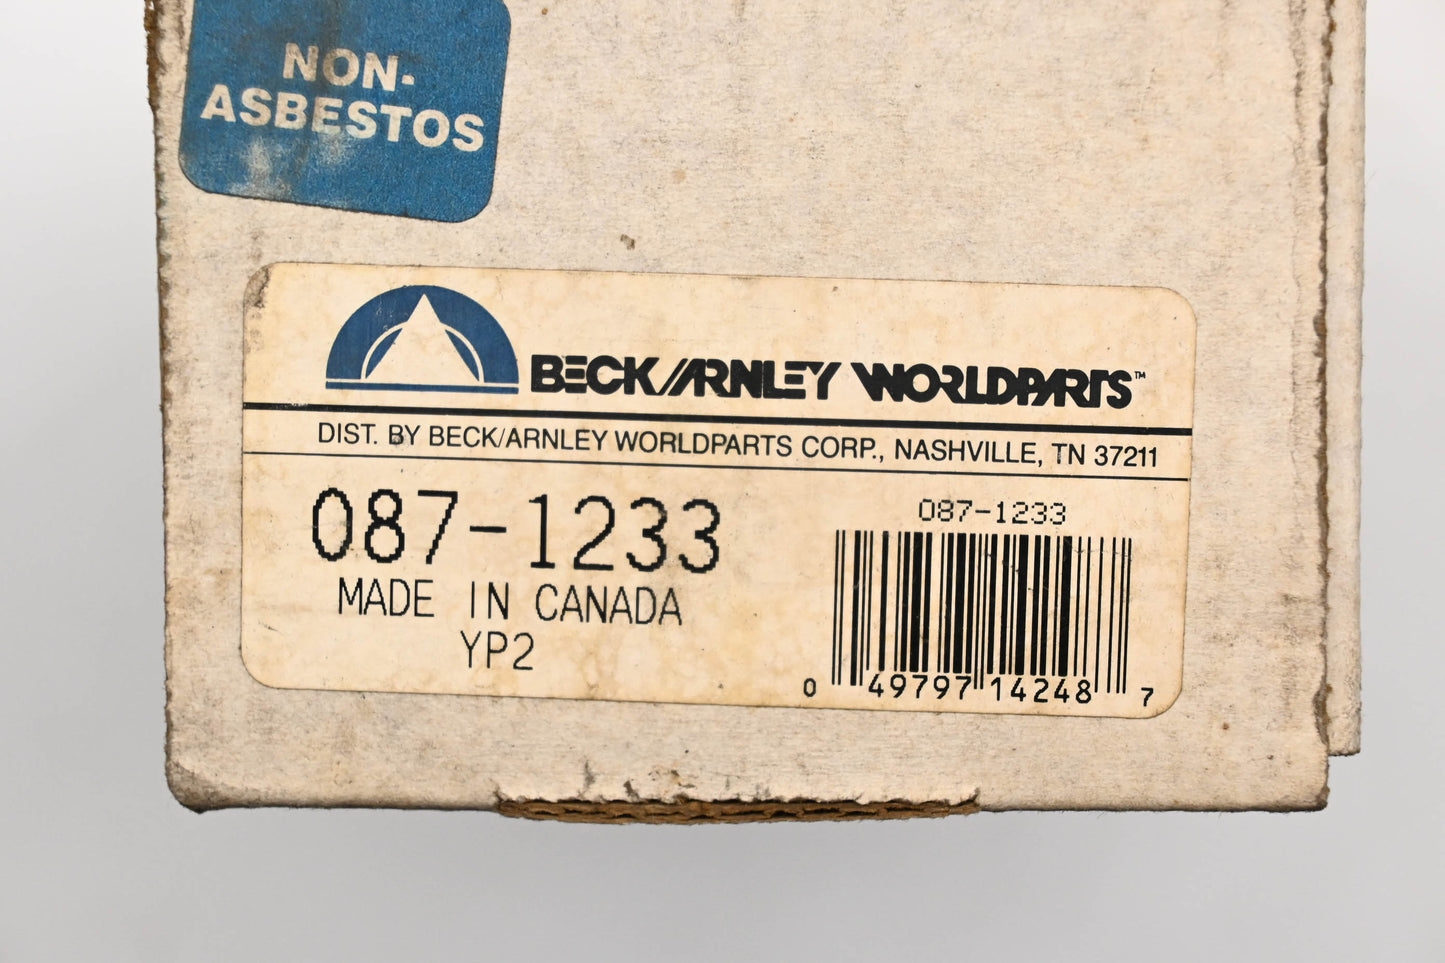 NON-
ASBESTOS
BECK/ARNLEY WORLDPARTS™
DIST. BY BECK/ARNLEY WORLDPARTS CORP., NASHVILLE, TN 37211
087-1233
MADE IN CANADA
YP2
087-1233
0 49797 14248 7